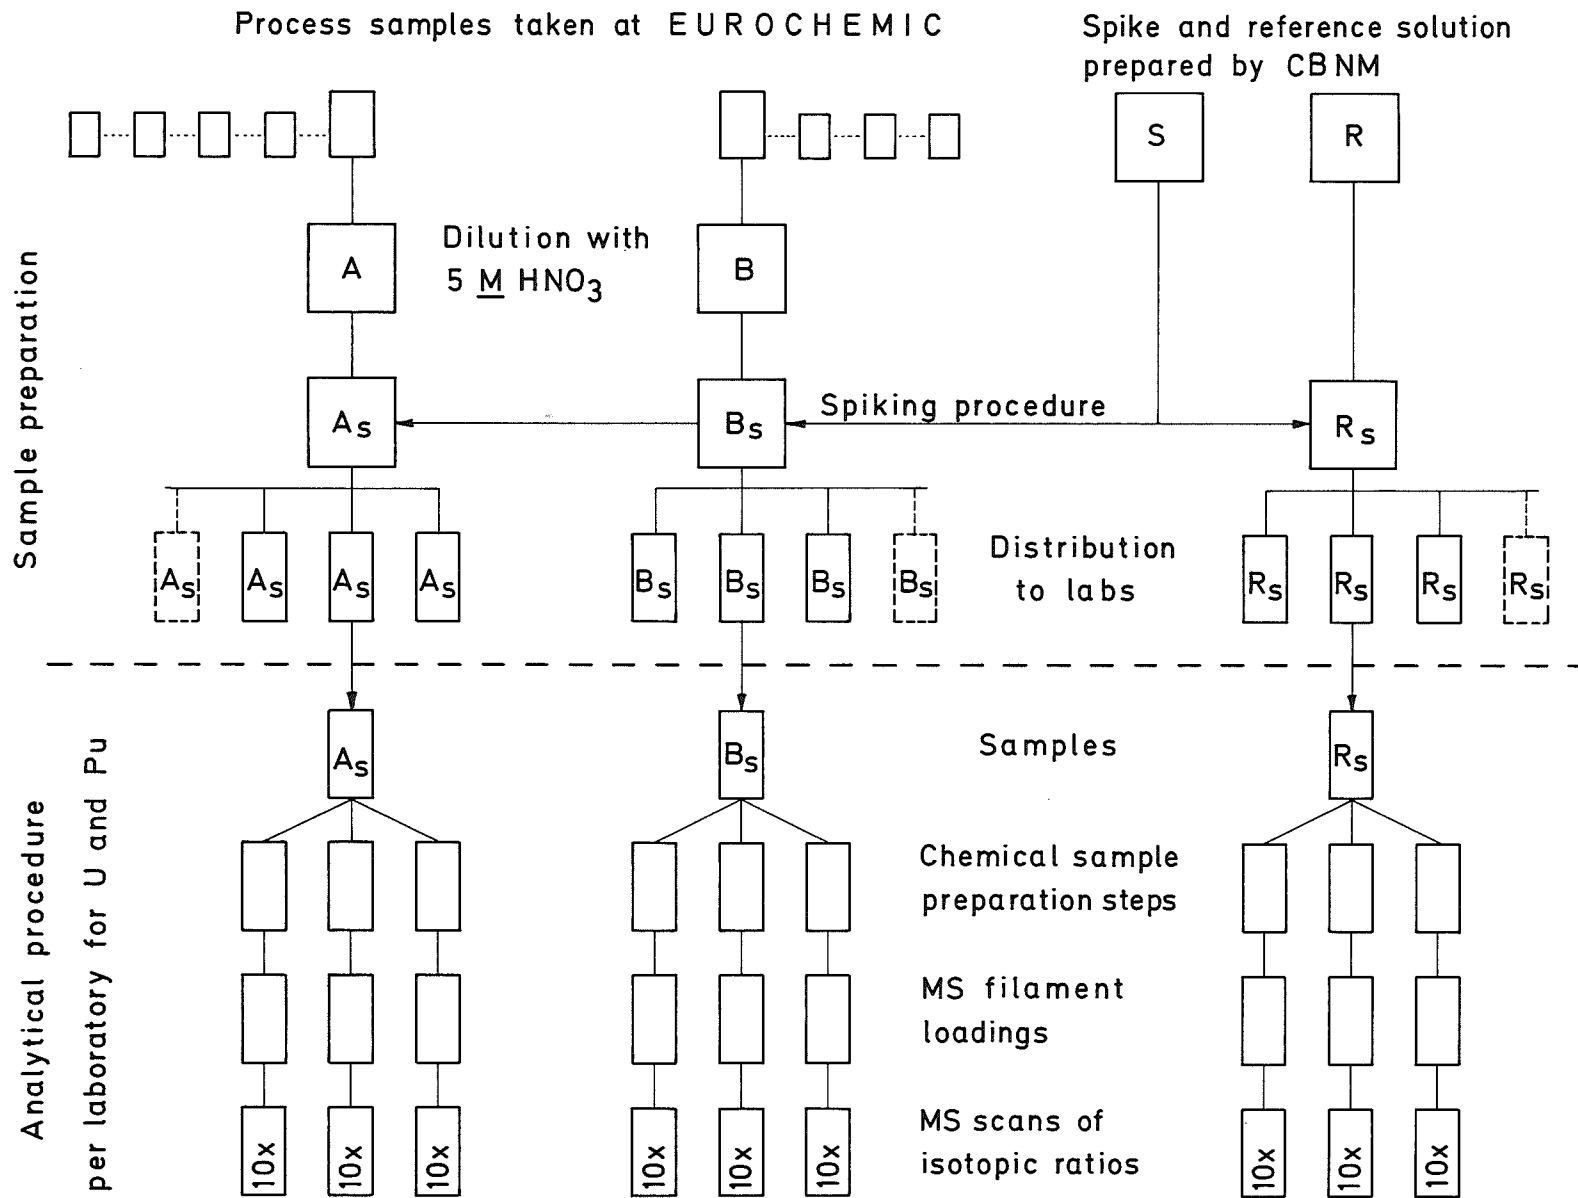 Process samples taken at EUROCHEMIC
Spike and reference solution
prepared by CBNM
S
R
A
Dilution with
5 M HNO3
B
Sample preparation
As
Bs
Spiking procedure
Rs
As
As
As
As
Bs
Bs
Bs
Bs
Distribution
to labs
Rs
Rs
Rs
Rs
Analytical procedure
per laboratory for U and Pu
As
Bs
Samples
Rs
Chemical sample
preparation steps
MS filament
loadings
10x
10x
10x
10x
10x
10x
MS scans of
isotopic ratios
10x
10x
10x